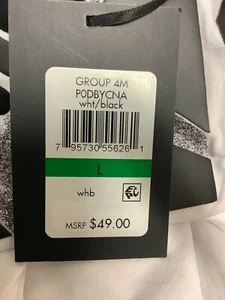 GROUP 4M
P0DBYCNA
wht/black
7 95730 55626 1
L
whb
MSRP $49.00